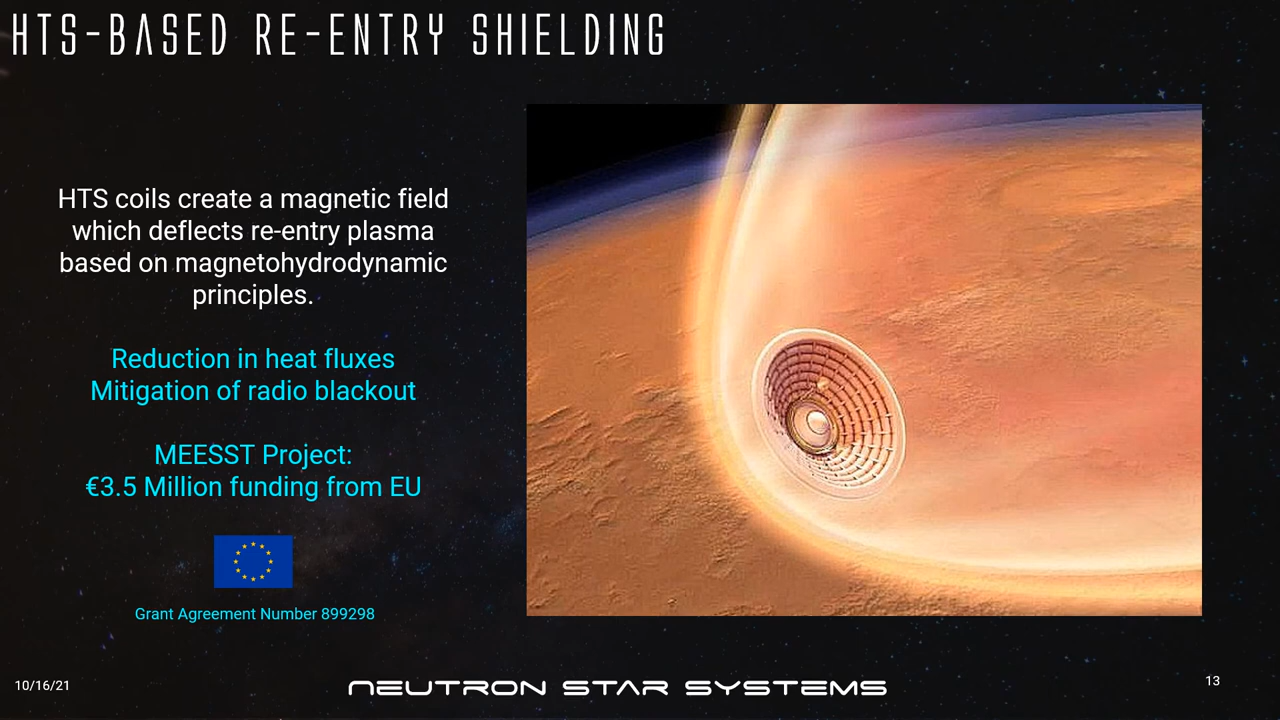 HTS-BASED RE-ENTRY SHIELDING
HTS coils create a magnetic field
which deflects re-entry plasma
based on magnetohydrodynamic
principles.
Reduction in heat fluxes
Mitigation of radio blackout
MEESST Project:
€3.5 Million funding from EU
Grant Agreement Number 899298
10/16/21
NEUTRON STAR SYSTEMS
13